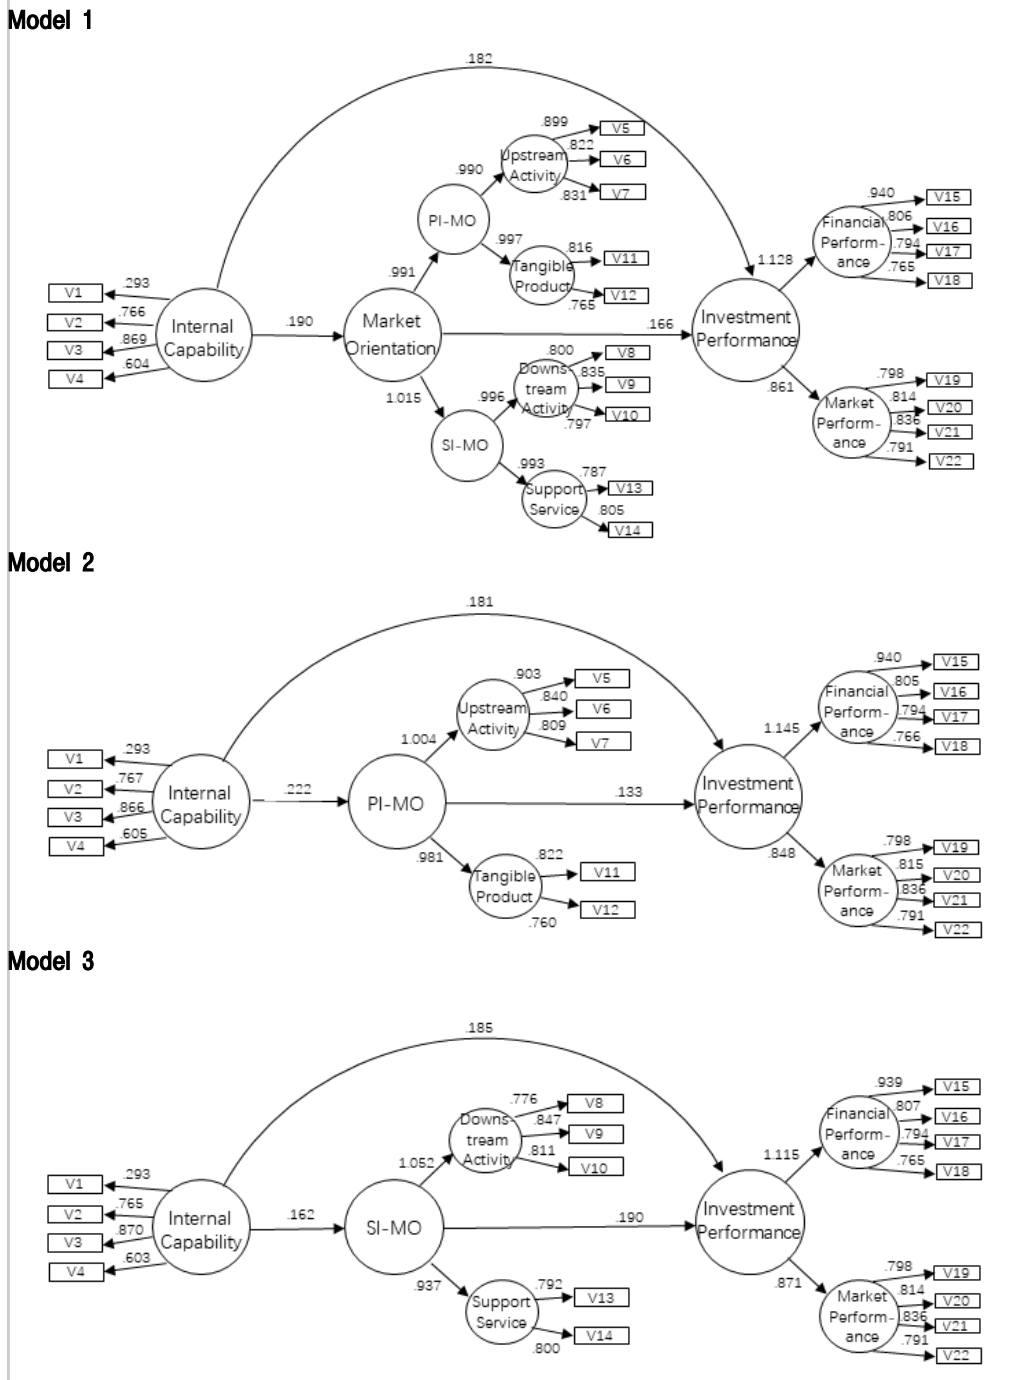 Model 1
.182
.899
V5
.822
V6
Upstream
Activity
.831
V7
.990
PI-MO
.997
.816
V11
Tangible
Product
.765
V12
.991
.940
V15
.806
V16
.794
V17
.765
V18
Financial
Perform-
ance
1.128
V1
.293
V2
.766
V3
.869
V4
.604
Internal
Capability
.190
Market
Orientation
.166
Investment
Performance
.861
.800
V8
.835
V9
.797
V10
Downs-
tream
Activity
.996
1.015
SI-MO
.993
.787
V13
Support
Service
.805
V14
.798
V19
.814
V20
.836
V21
.791
V22
Market
Perform-
ance
Model 2
.181
.903
V5
.840
V6
.809
V7
Upstream
Activity
1.004
.940
V15
.805
V16
.794
V17
.766
V18
Financial
Perform-
ance
1.145
V1
.293
V2
.767
V3
.866
V4
.605
Internal
Capability
.222
PI-MO
.133
Investment
Performance
.848
.981
Tangible
Product
.822
V11
.760
V12
.798
V19
.815
V20
.836
V21
.791
V22
Market
Perform-
ance
Model 3
.185
.776
V8
.847
V9
.811
V10
Downs-
tream
Activity
1.052
.939
V15
.807
V16
.794
V17
.765
V18
Financial
Perform-
ance
1.115
V1
.293
V2
.765
V3
.870
V4
.603
Internal
Capability
.162
SI-MO
.190
Investment
Performance
.871
.937
Support
Service
.792
V13
.800
V14
.798
V19
.814
V20
.836
V21
.791
V22
Market
Perform-
ance